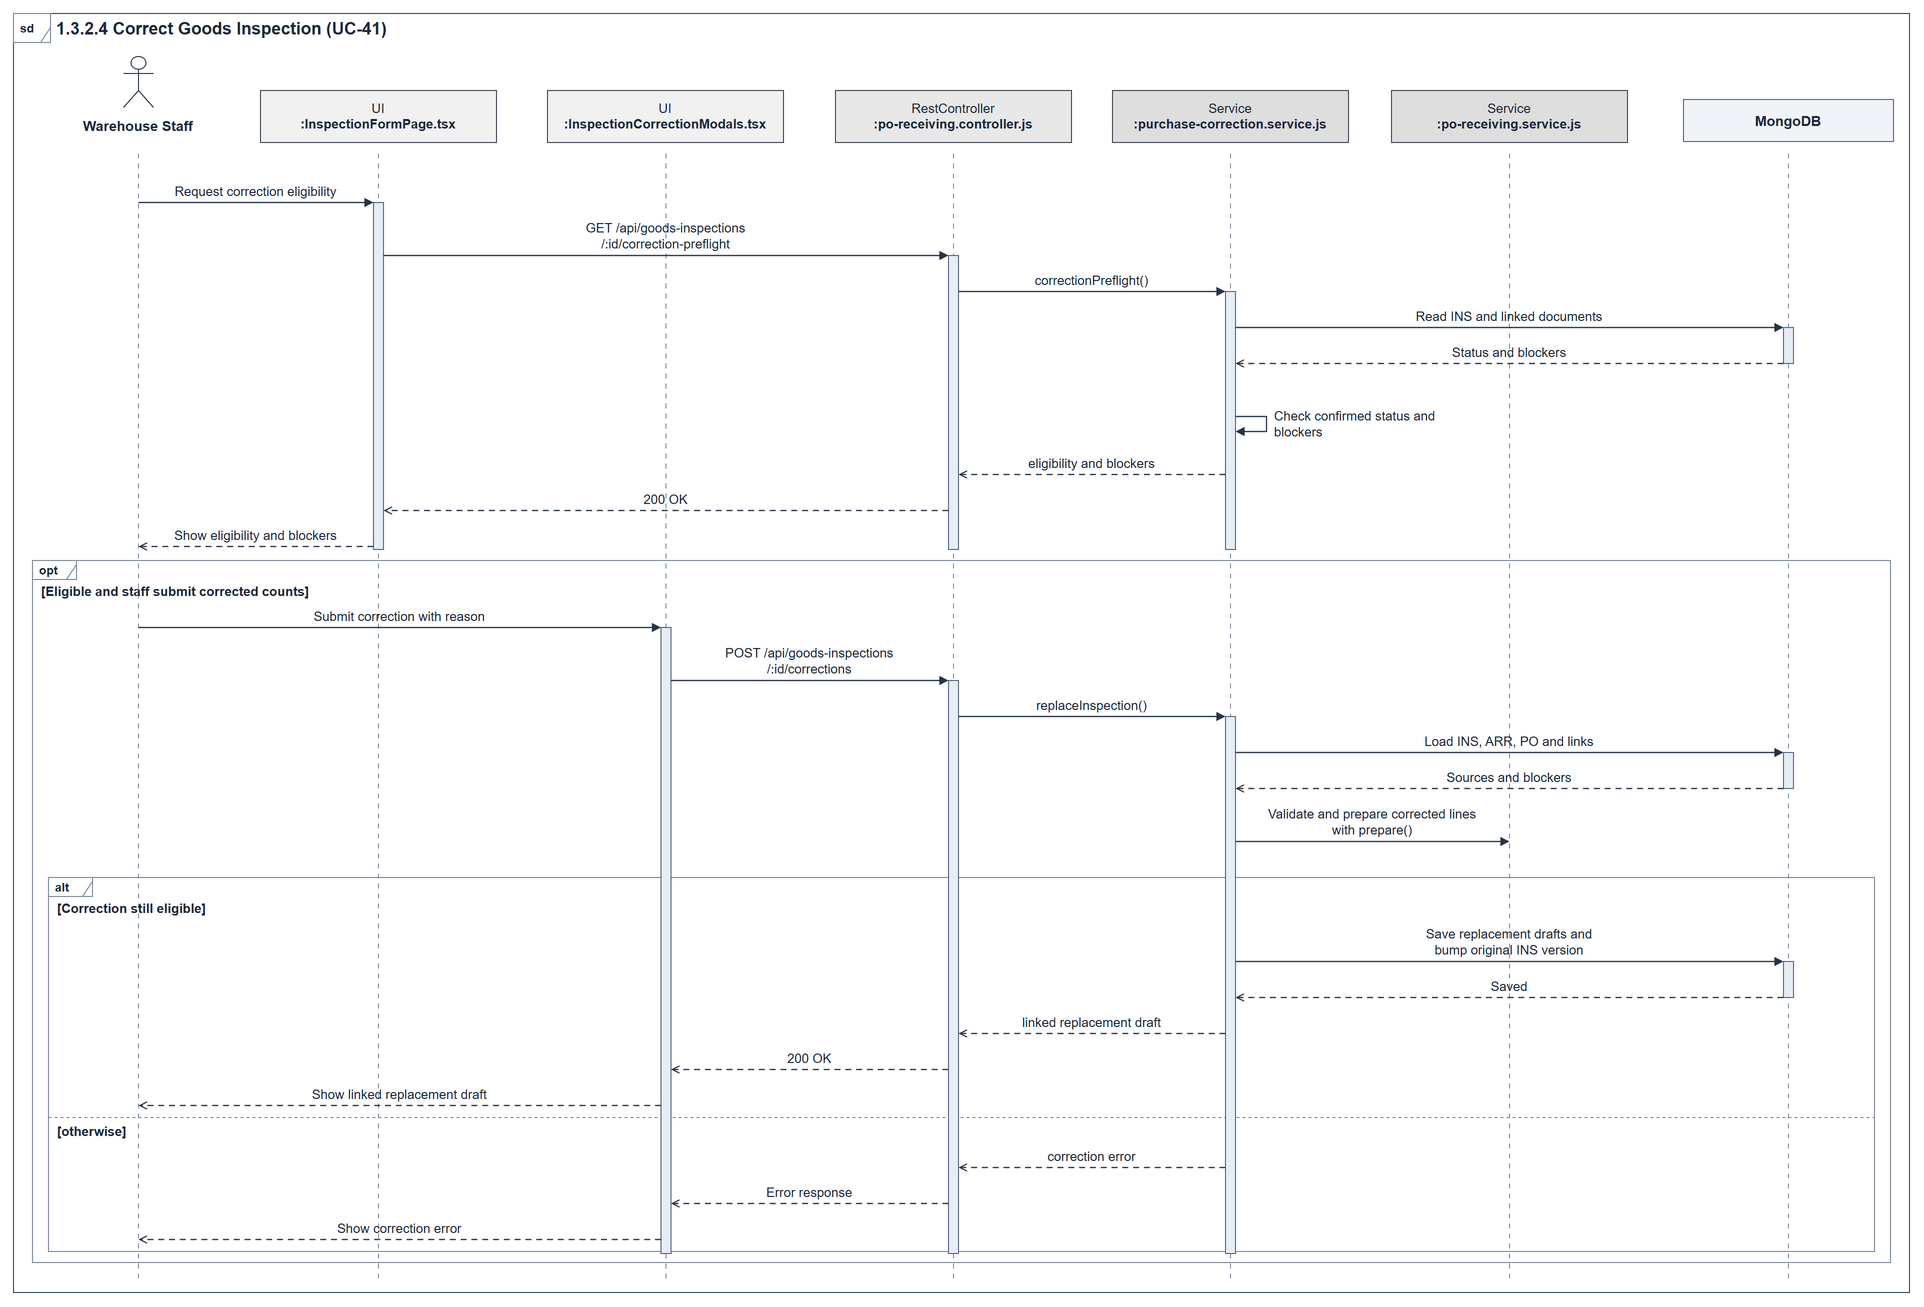 sd
1.3.2.4 Correct Goods Inspection (UC-41)
Warehouse Staff
UI
:InspectionFormPage.tsx
UI
:InspectionCorrectionModals.tsx
RestController
:po-receiving.controller.js
Service
:purchase-correction.service.js
Service
:po-receiving.service.js
MongoDB
Request correction eligibility
GET /api/goods-inspections
/:id/correction-preflight
correctionPreflight()
Read INS and linked documents
Status and blockers
Check confirmed status and
blockers
eligibility and blockers
200 OK
Show eligibility and blockers
opt
[Eligible and staff submit corrected counts]
Submit correction with reason
POST /api/goods-inspections
/:id/corrections
replaceInspection()
Load INS, ARR, PO and links
Sources and blockers
Validate and prepare corrected lines
with prepare()
alt
[Correction still eligible]
Save replacement drafts and
bump original INS version
Saved
linked replacement draft
200 OK
Show linked replacement draft
[otherwise]
correction error
Error response
Show correction error